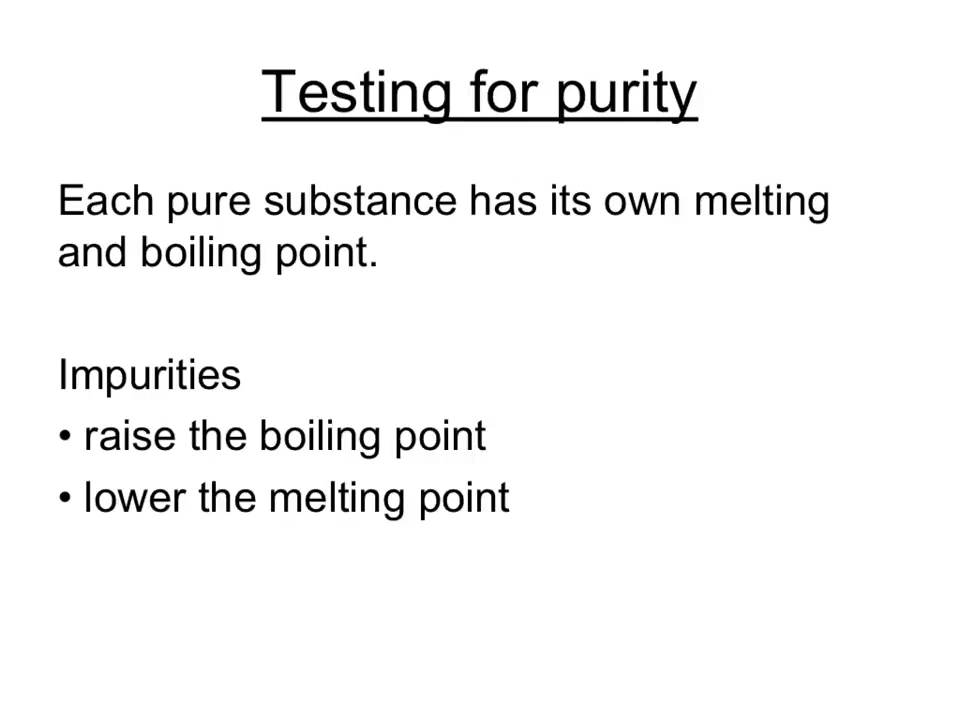 Testing for purity
Each pure substance has its own melting
and boiling point.
Impurities
• raise the boiling point
• lower the melting point